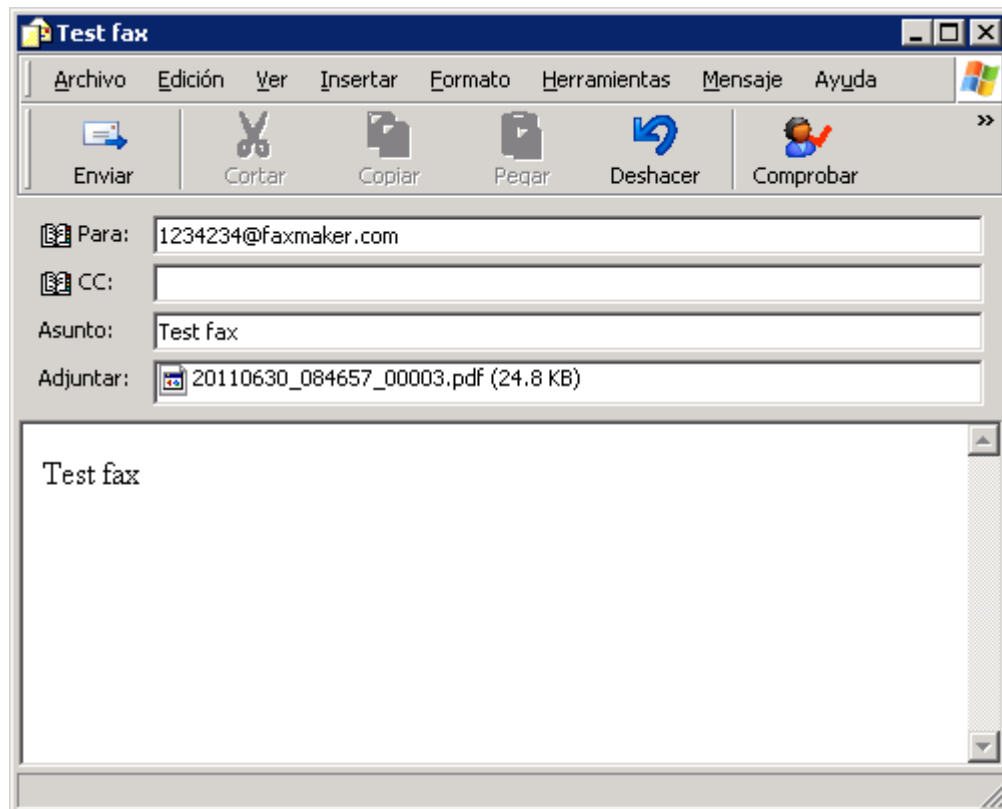 Test fax
Archivo Edición Ver Insertar Formato Herramientas Mensaje Ayuda
Enviar Cortar Copiar Pegar Deshacer Comprobar »
Para: 1234234@faxmaker.com
CC:
Asunto: Test fax
Adjuntar: 20110630_084657_00003.pdf (24.8 KB)
Test fax